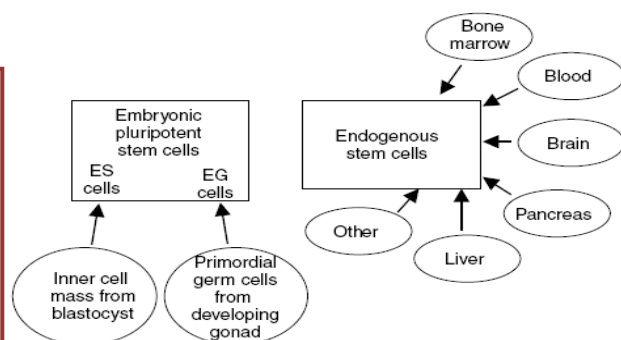 Bone
marrow
Blood
Brain
Pancreas
Liver
Other
Endogenous
stem cells
Embryonic
pluripotent
stem cells
ES
cells
EG
cells
Inner cell
mass from
blastocyst
Primordial
germ cells
from
developing
gonad